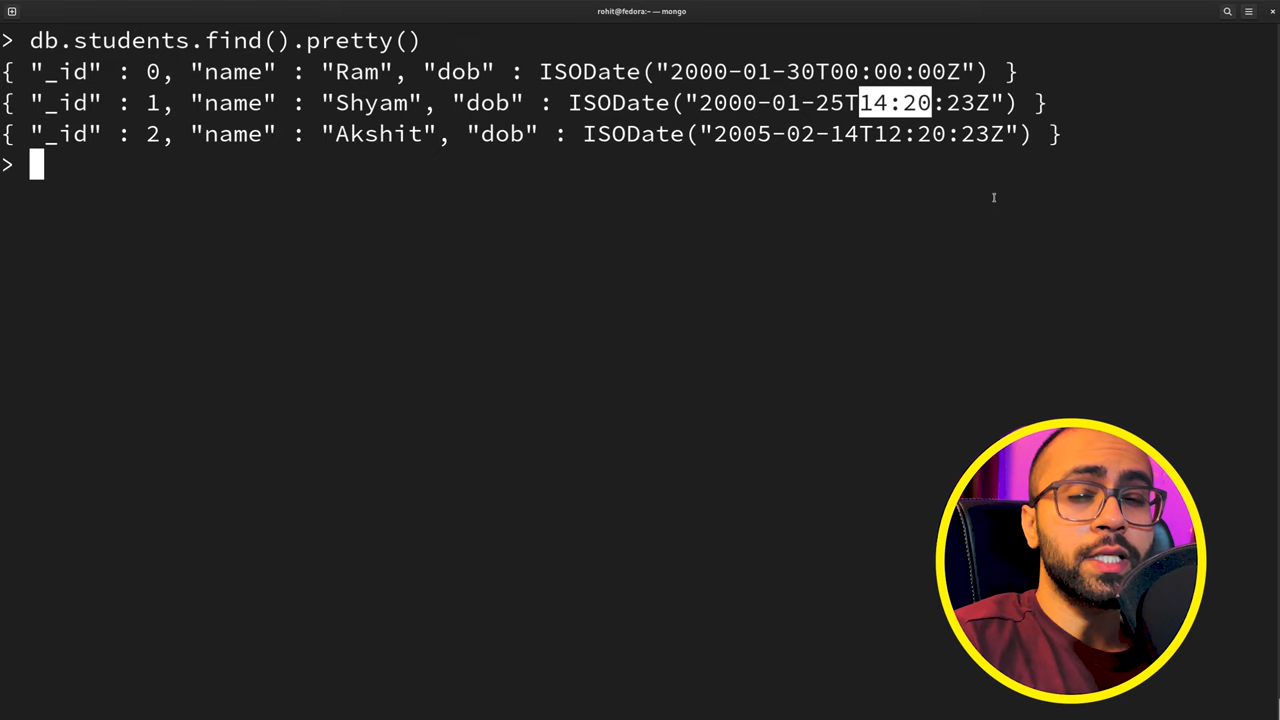 rohit@fedora:~ — mongo
> db.students.find().pretty()
{ "_id" : 0, "name" : "Ram", "dob" : ISODate("2000-01-30T00:00:00Z") }
{ "_id" : 1, "name" : "Shyam", "dob" : ISODate("2000-01-25T14:20:23Z") }
{ "_id" : 2, "name" : "Akshit", "dob" : ISODate("2005-02-14T12:20:23Z") }
>